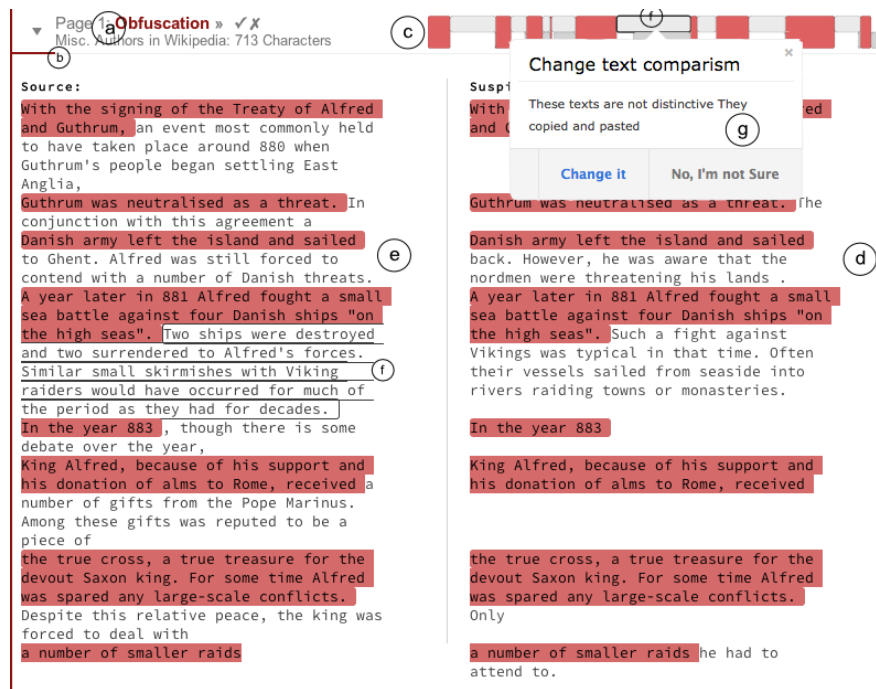 Page 1: Obfuscation » ✓✗
a
Misc. Authors in Wikipedia: 713 Characters
b
c
f
Change text comparism
×
These texts are not distinctive They
copied and pasted
g
Change it
No, I'm not Sure
Source:
With the signing of the Treaty of Alfred
and Guthrum, an event most commonly held
to have taken place around 880 when
Guthrum's people began settling East
Anglia,
Guthrum was neutralised as a threat. In
conjunction with this agreement a
Danish army left the island and sailed
to Ghent. Alfred was still forced to
contend with a number of Danish threats.
e
A year later in 881 Alfred fought a small
sea battle against four Danish ships "on
the high seas". Two ships were destroyed
and two surrendered to Alfred's forces.
Similar small skirmishes with Viking
raiders would have occurred for much of
the period as they had for decades.
f
In the year 883 , though there is some
debate over the year,
King Alfred, because of his support and
his donation of alms to Rome, received a
number of gifts from the Pope Marinus.
Among these gifts was reputed to be a
piece of
the true cross, a true treasure for the
devout Saxon king. For some time Alfred
was spared any large-scale conflicts.
Despite this relative peace, the king was
forced to deal with
a number of smaller raids
Suspi
With
ed
and
Guthrum was neutralised as a threat. The
Danish army left the island and sailed
back. However, he was aware that the
nordmen were threatening his lands .
d
A year later in 881 Alfred fought a small
sea battle against four Danish ships "on
the high seas". Such a fight against
Vikings was typical in that time. Often
their vessels sailed from seaside into
rivers raiding towns or monasteries.
In the year 883
King Alfred, because of his support and
his donation of alms to Rome, received
the true cross, a true treasure for the
devout Saxon king. For some time Alfred
was spared any large-scale conflicts.
Only
a number of smaller raids he had to
attend to.